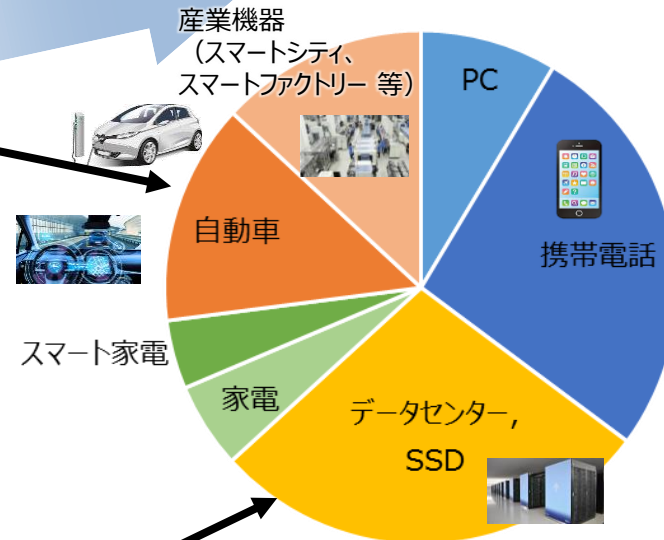 産業機器
（スマートシティ、
スマートファクトリー 等）
PC
携帯電話
自動車
スマート家電
家電
データセンター,
SSD